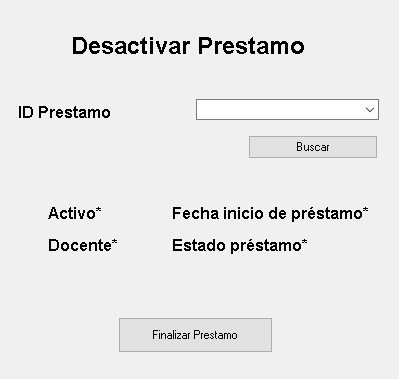 Desactivar Prestamo
ID Prestamo
Buscar
Activo* Fecha inicio de préstamo*
Docente* Estado préstamo*
Finalizar Prestamo